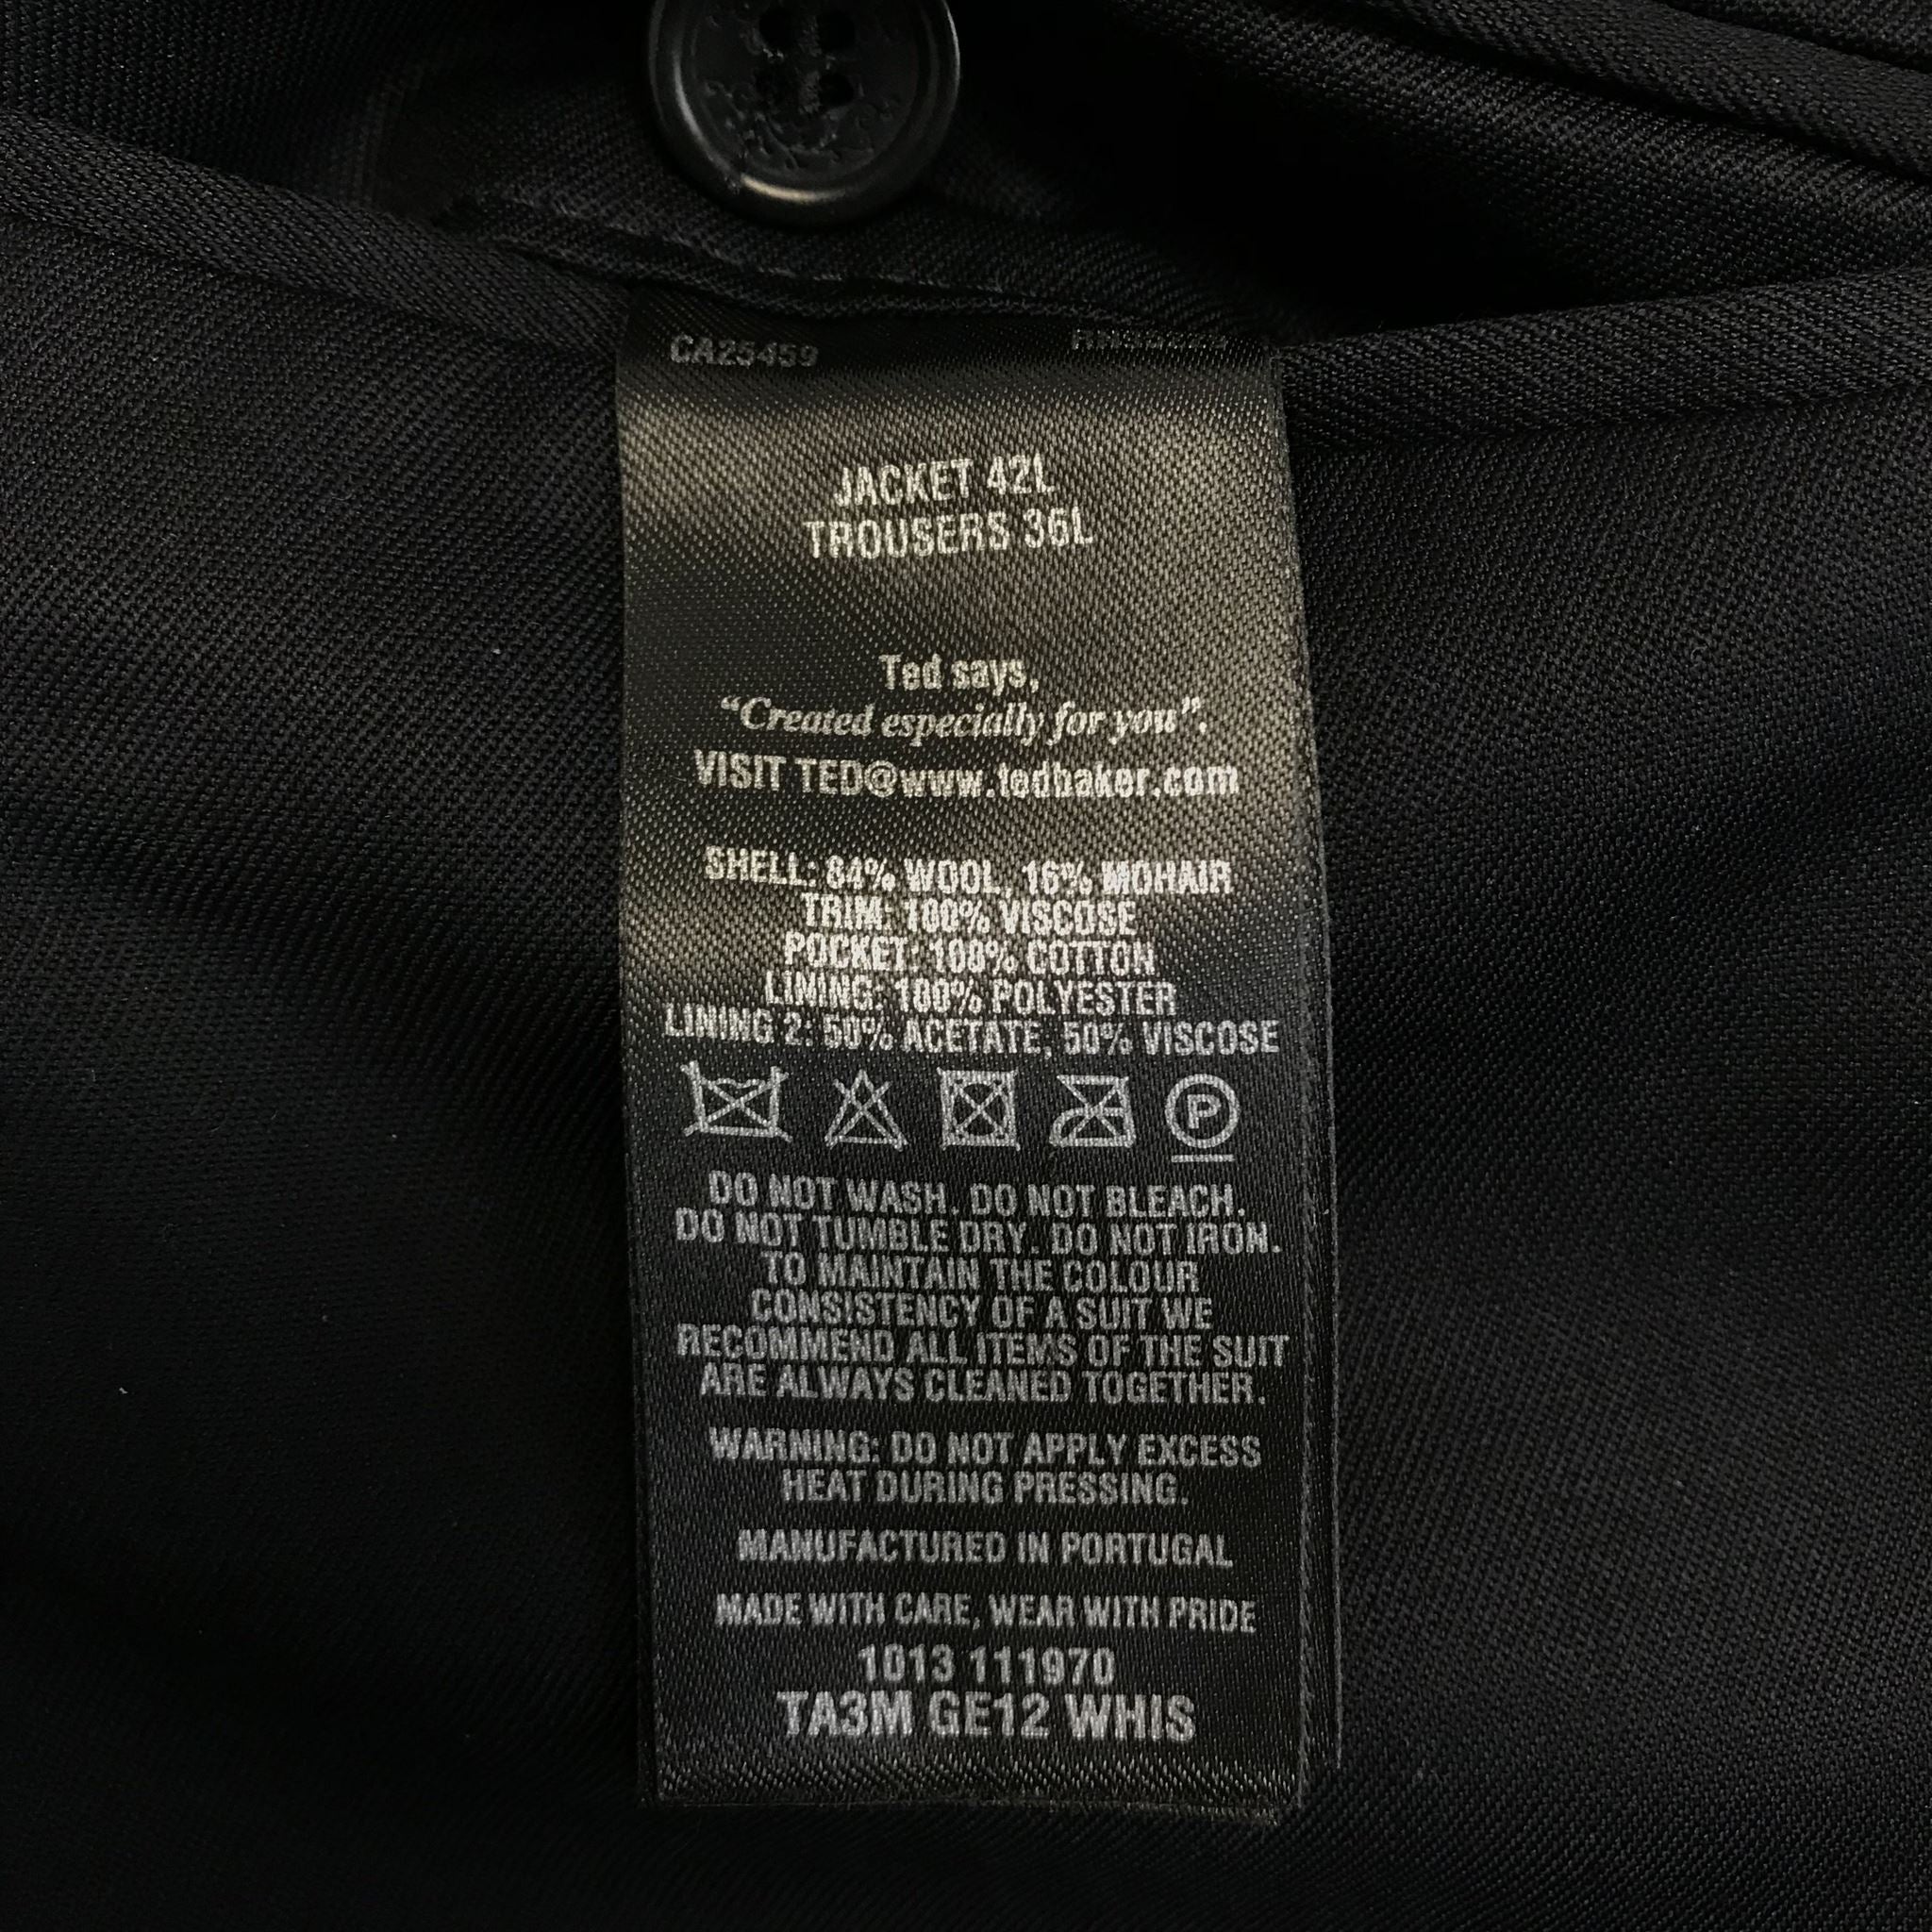 CA25459
JACKET 42L
TROUSERS 36L
Ted says,
“Created especially for you”.
VISIT TED@www.tedbaker.com
SHELL: 84% WOOL, 16% MOHAIR
TRIM: 100% VISCOSE
POCKET: 100% COTTON
LINING: 100% POLYESTER
LINING 2: 50% ACETATE, 50% VISCOSE
P
DO NOT WASH. DO NOT BLEACH.
DO NOT TUMBLE DRY. DO NOT IRON.
TO MAINTAIN THE COLOUR
CONSISTENCY OF A SUIT WE
RECOMMEND ALL ITEMS OF THE SUIT
ARE ALWAYS CLEANED TOGETHER.
WARNING: DO NOT APPLY EXCESS
HEAT DURING PRESSING.
MANUFACTURED IN PORTUGAL
MADE WITH CARE, WEAR WITH PRIDE
1013 111970
TA3M GE12 WHIS